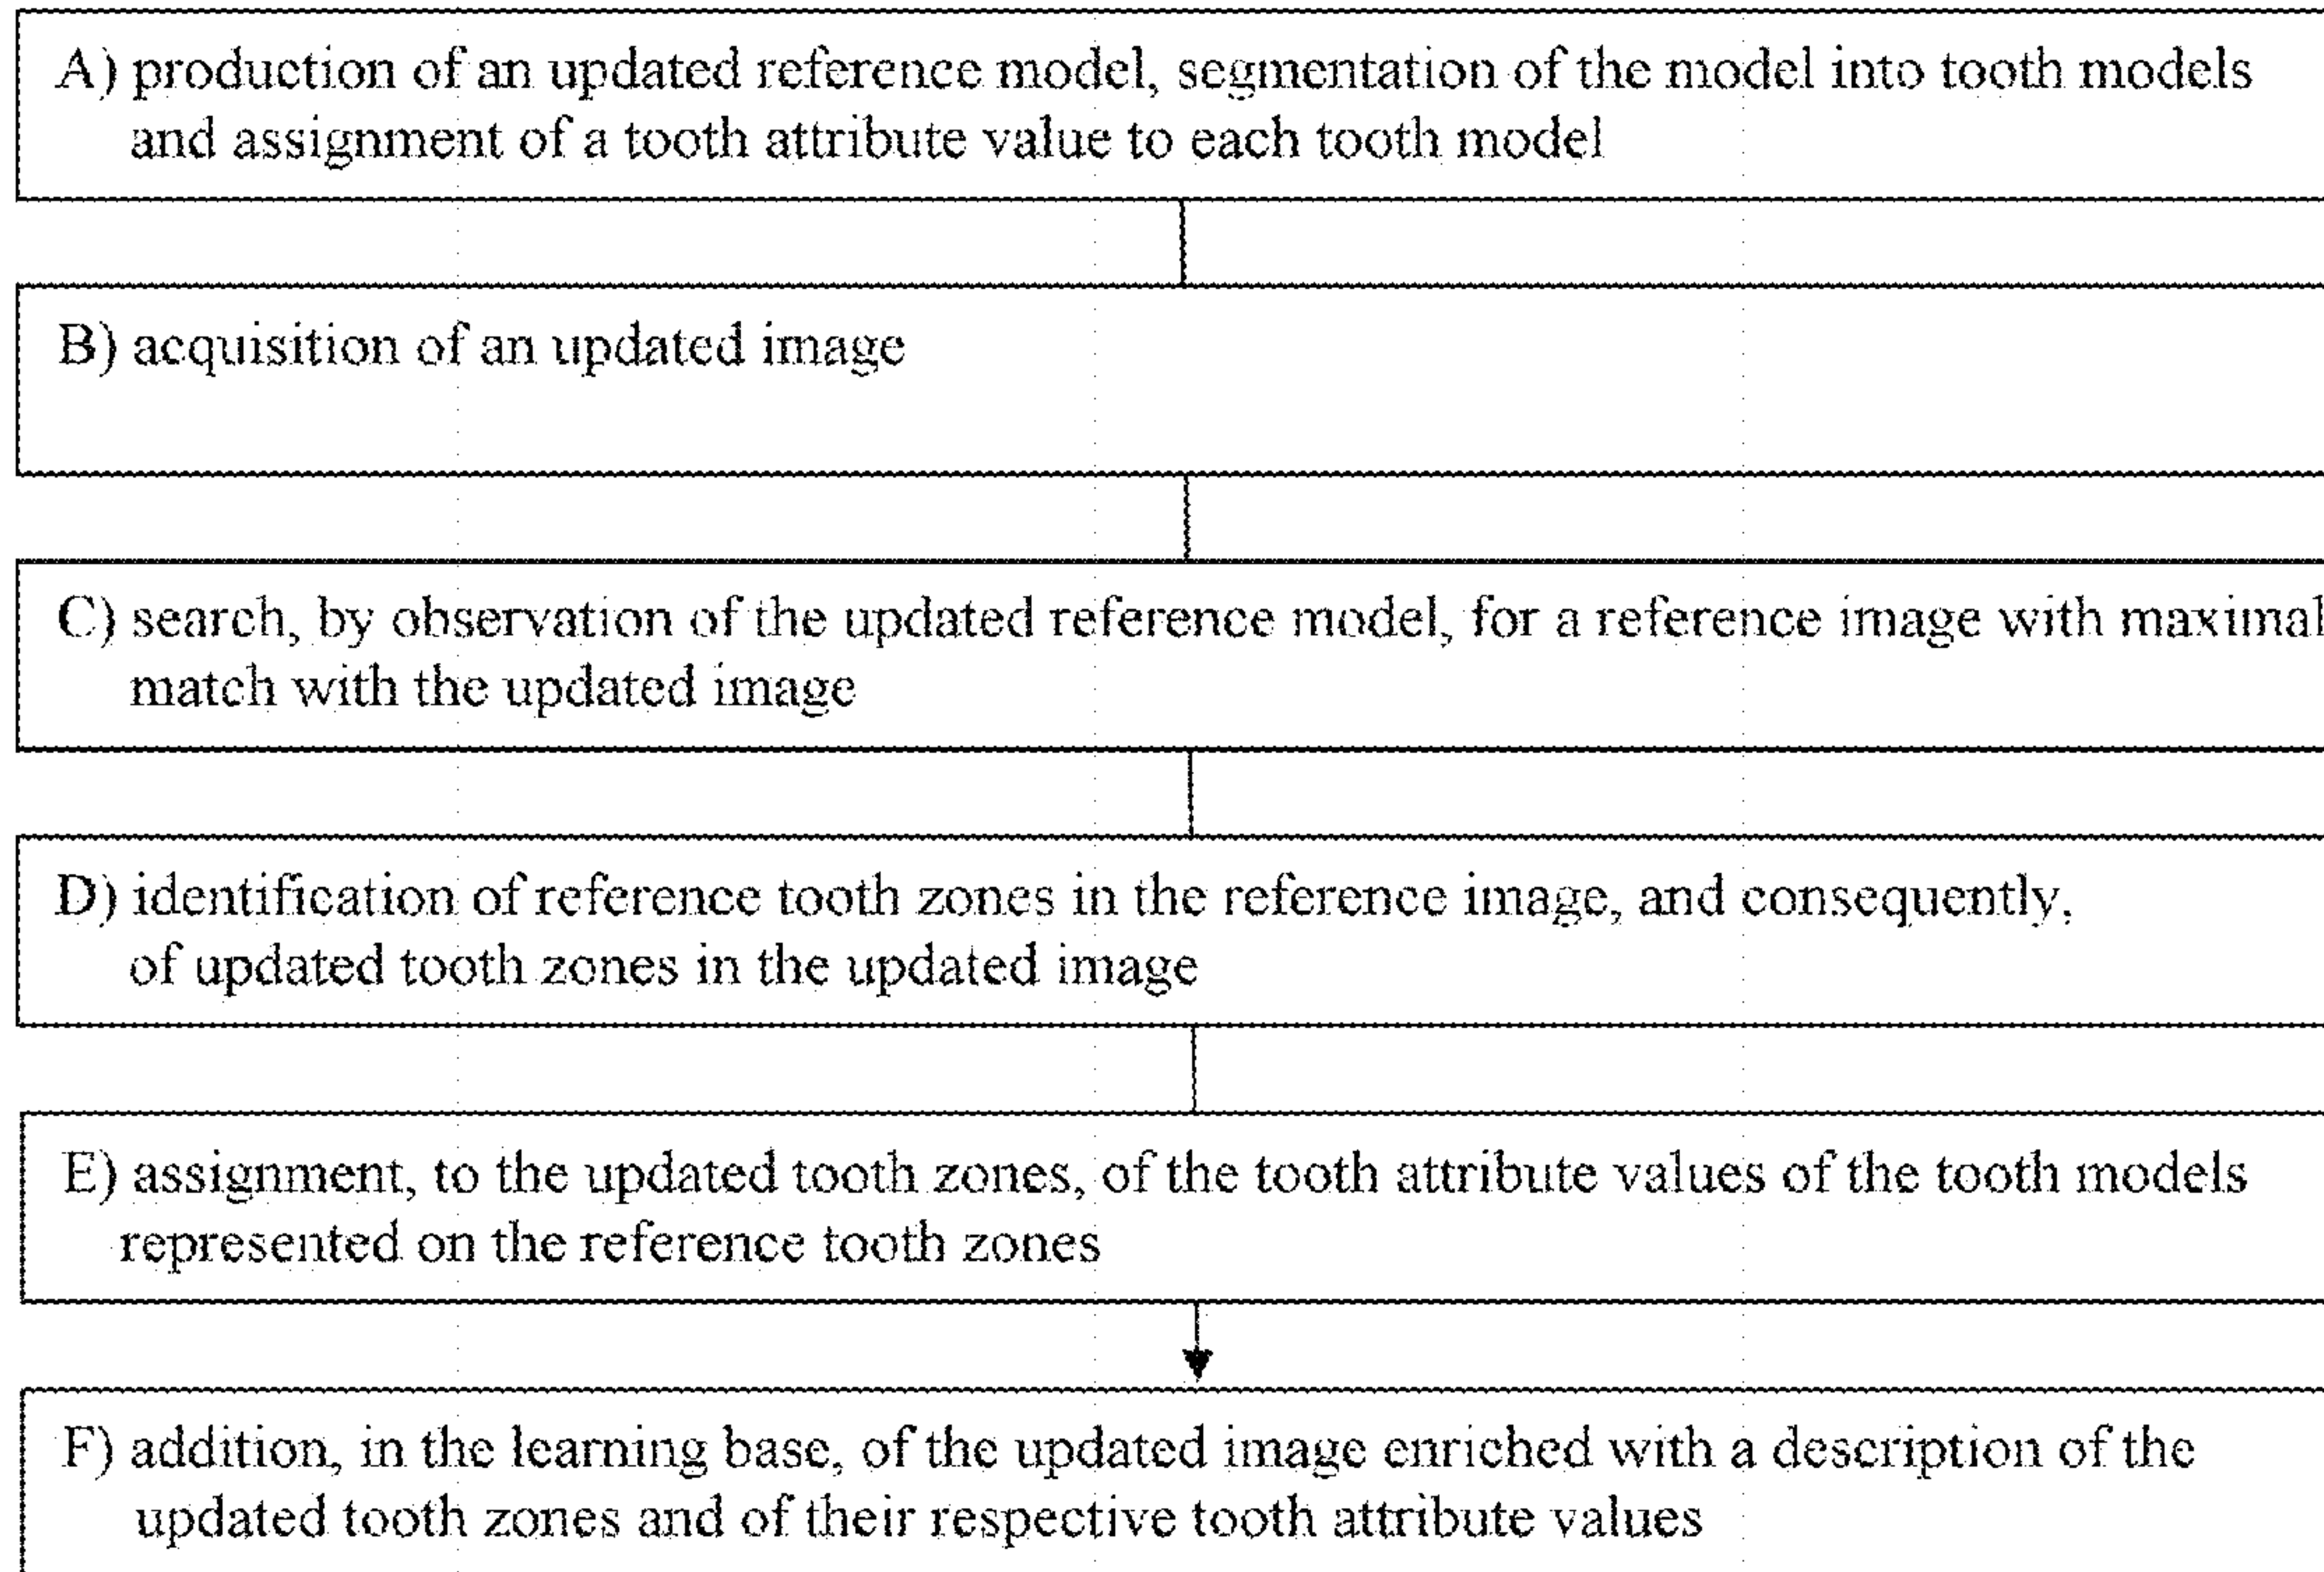 A) production of an updated reference model, segmentation of the model into tooth models
and assignment of a tooth attribute value to each tooth model
B) acquisition of an updated image
C) search, by observation of the updated reference model, for a reference image with maximal
match with the updated image
D) identification of reference tooth zones in the reference image, and consequently,
of updated tooth zones in the updated image
E) assignment, to the updated tooth zones, of the tooth attribute values of the tooth models
represented on the reference tooth zones
F) addition, in the learning base, of the updated image enriched with a description of the
updated tooth zones and of their respective tooth attribute values